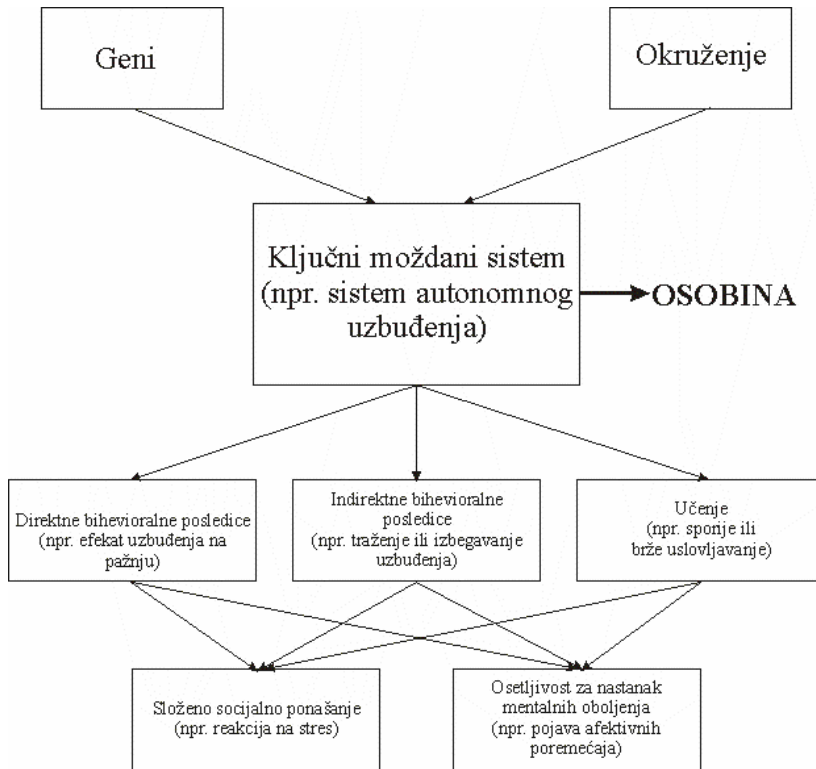 Geni
Okruženje
Ključni moždani sistem
(npr. sistem autonomnog
uzbuđenja)
OSOBINA
Direktne bihevioralne posledice
(npr. efekat uzbuđenja na
pažnju)
Indirektne bihevioralne
posledice
(npr. traženje ili izbegavanje
uzbuđenja)
Učenje
(npr. sporije ili
brže uslovljavanje)
Složeno socijalno ponašanje
(npr. reakcija na stres)
Osetljivost za nastanak
mentalnih oboljenja
(npr. pojava afektivnih
poremećaja)